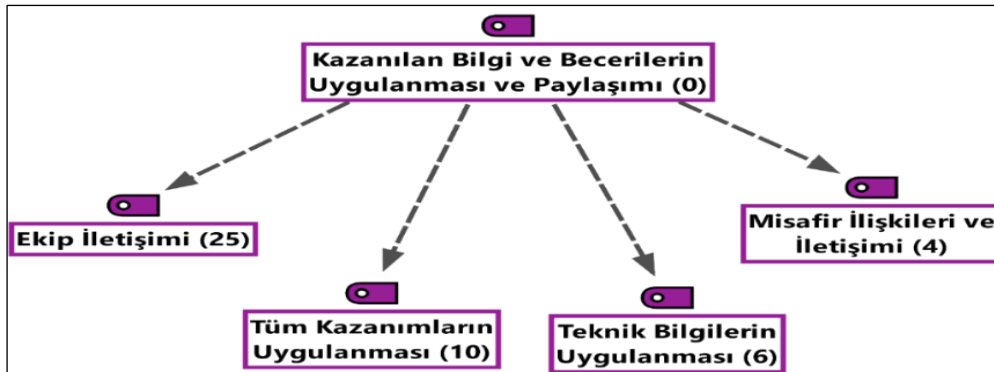 Kazanılan Bilgi ve Becerilerin
Uygulanması ve Paylaşımı (0)
Ekip İletişimi (25)
Misafir İlişkileri ve
İletişimi (4)
Tüm Kazanımların
Uygulanması (10)
Teknik Bilgilerin
Uygulanması (6)